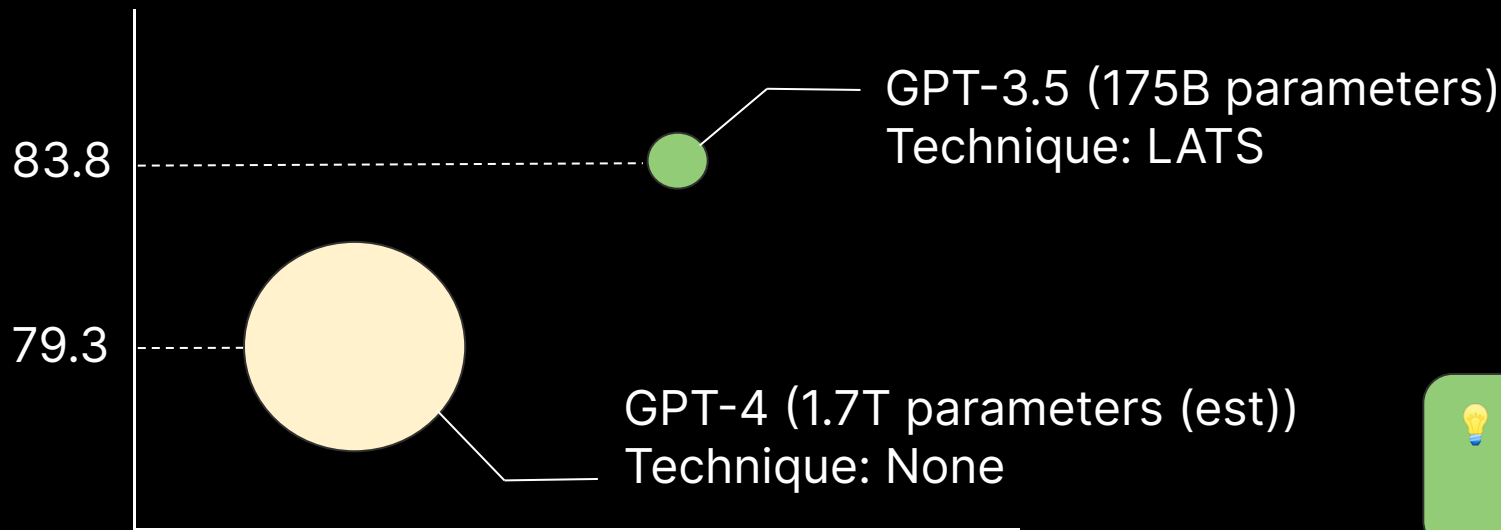 GPT-3.5 (175B parameters)
Technique: LATS
83.8
79.3
GPT-4 (1.7T parameters (est))
Technique: None